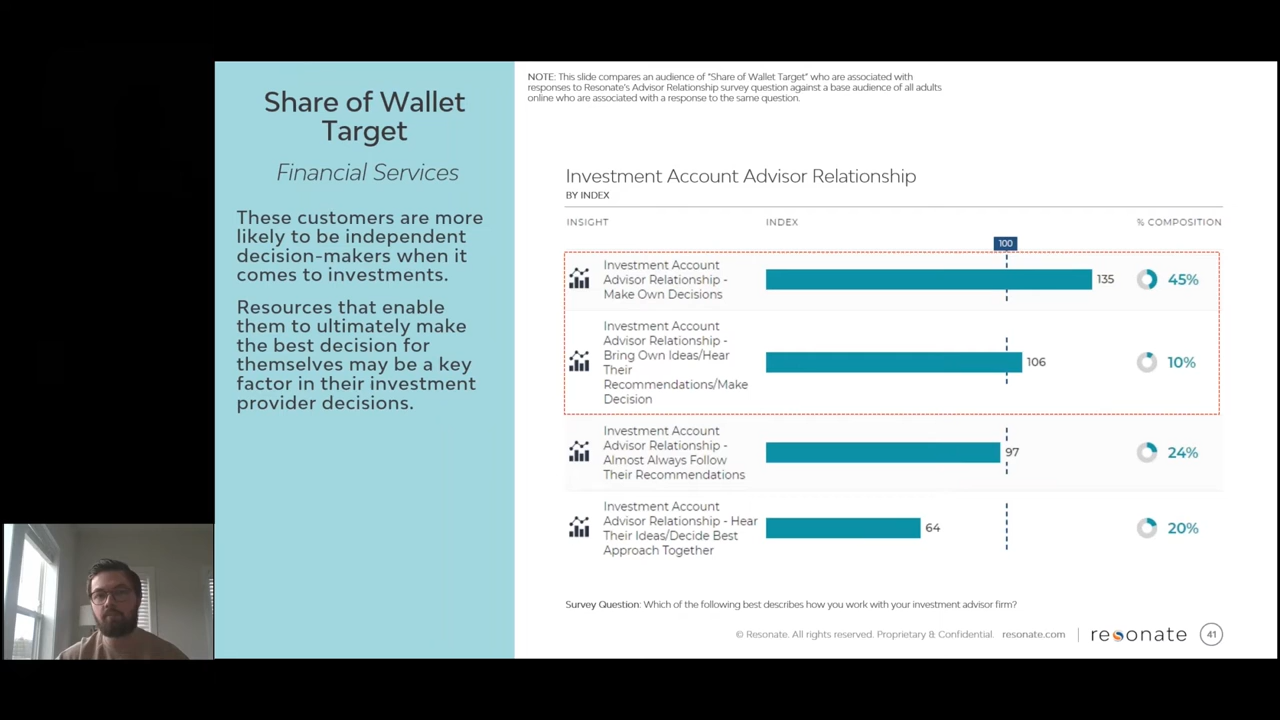 Share of Wallet
Target
Financial Services
These customers are more
likely to be independent
decision-makers when it
comes to investments.
Resources that enable
them to ultimately make
the best decision for
themselves may be a key
factor in their investment
provider decisions.
NOTE: This slide compares an audience of "Share of Wallet Target" who are associated with
responses to Resonate's Advisor Relationship survey question against a base audience of all adults
online who are associated with a response to the same question.
Investment Account Advisor Relationship
BY INDEX
INSIGHT INDEX % COMPOSITION
100
Investment Account
Advisor Relationship -
Make Own Decisions
135 45%
Investment Account
Advisor Relationship -
Bring Own Ideas/Hear
Their
Recommendations/Make
Decision
106 10%
Investment Account
Advisor Relationship -
Almost Always Follow
Their Recommendations
97 24%
Investment Account
Advisor Relationship - Hear
Their Ideas/Decide Best
Approach Together
64 20%
Survey Question: Which of the following best describes how you work with your investment advisor firm?
© Resonate. All rights reserved. Proprietary & Confidential. resonate.com | resonate 41